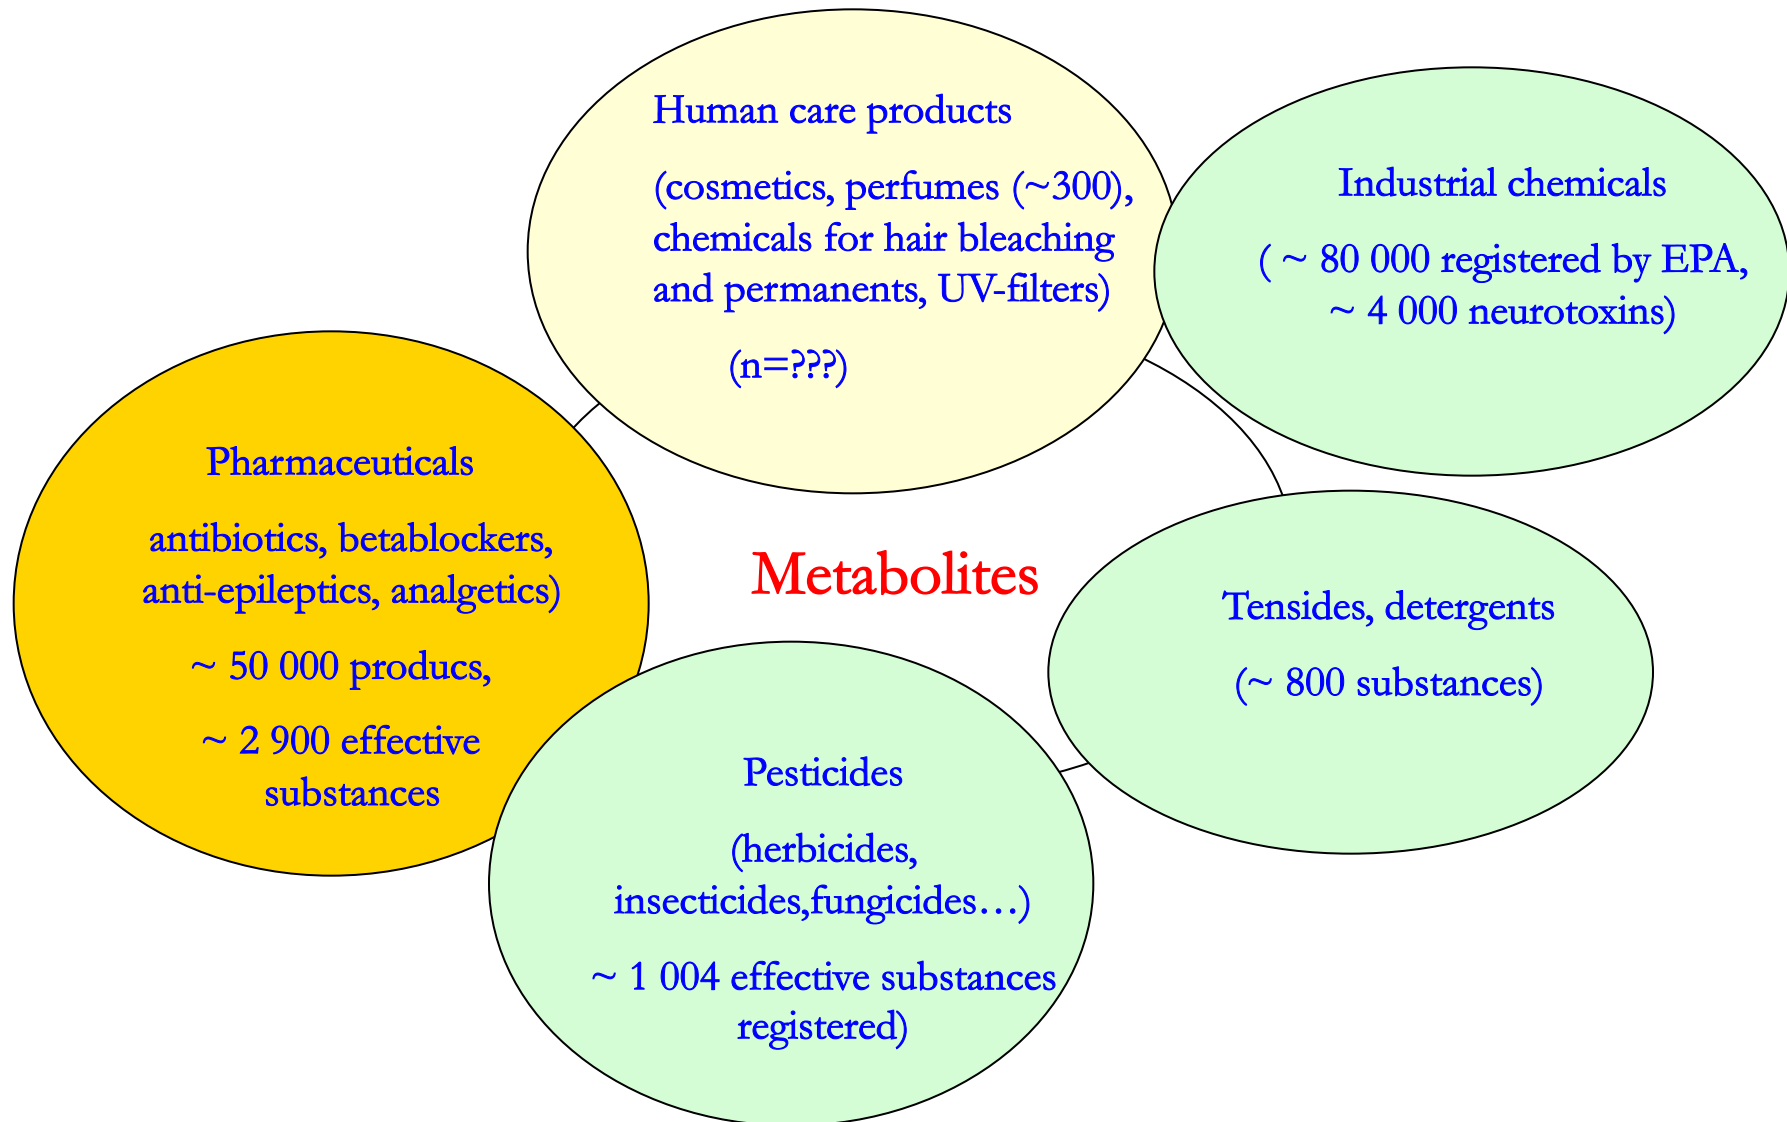 Human care products
(cosmetics, perfumes (~300),
chemicals for hair bleaching
and permanents, UV-filters)
(n=???)
Industrial chemicals
( ~ 80 000 registered by EPA,
~ 4 000 neurotoxins)
Pharmaceuticals
antibiotics, betablockers,
anti-epileptics, analgetics)
~ 50 000 producs,
~ 2 900 effective
substances
Metabolites
Tensides, detergents
(~ 800 substances)
Pesticides
(herbicides,
insecticides,fungicides…)
~ 1 004 effective substances
registered)